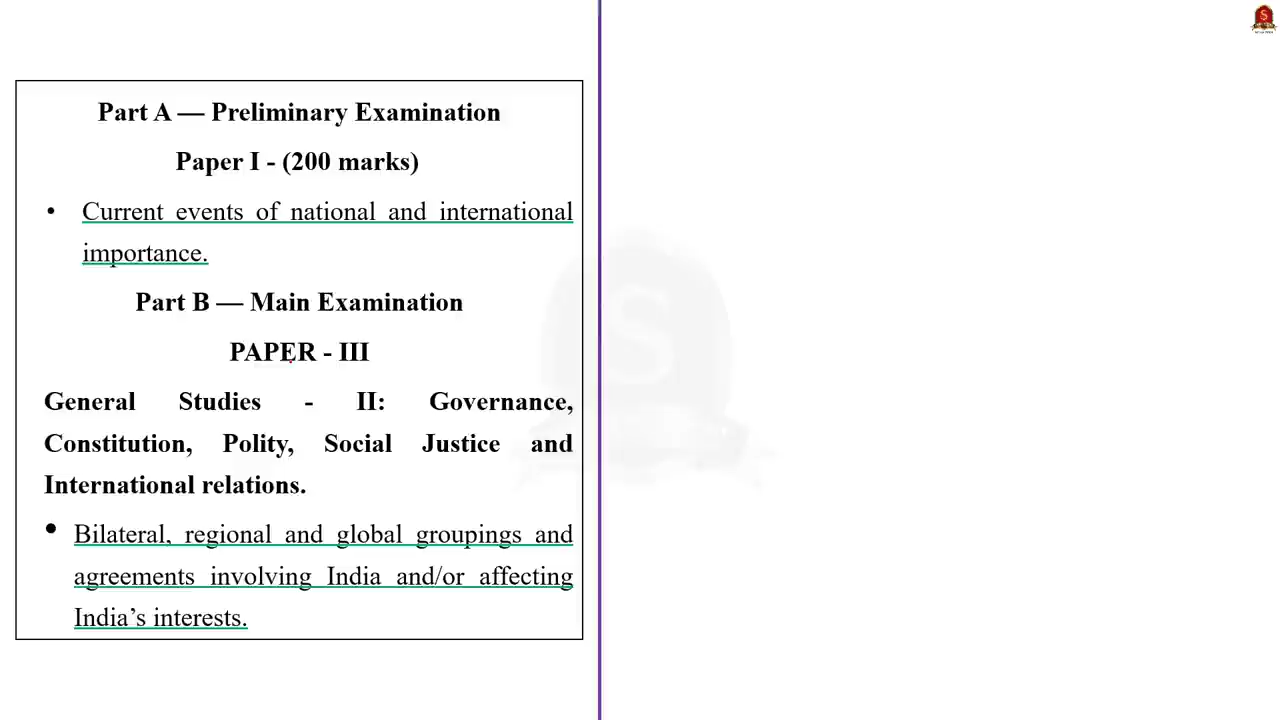 Part A — Preliminary Examination
Paper I - (200 marks)
• Current events of national and international
importance.
Part B — Main Examination
PAPER - III
General Studies - II: Governance,
Constitution, Polity, Social Justice and
International relations.
• Bilateral, regional and global groupings and
agreements involving India and/or affecting
India’s interests.
S
S